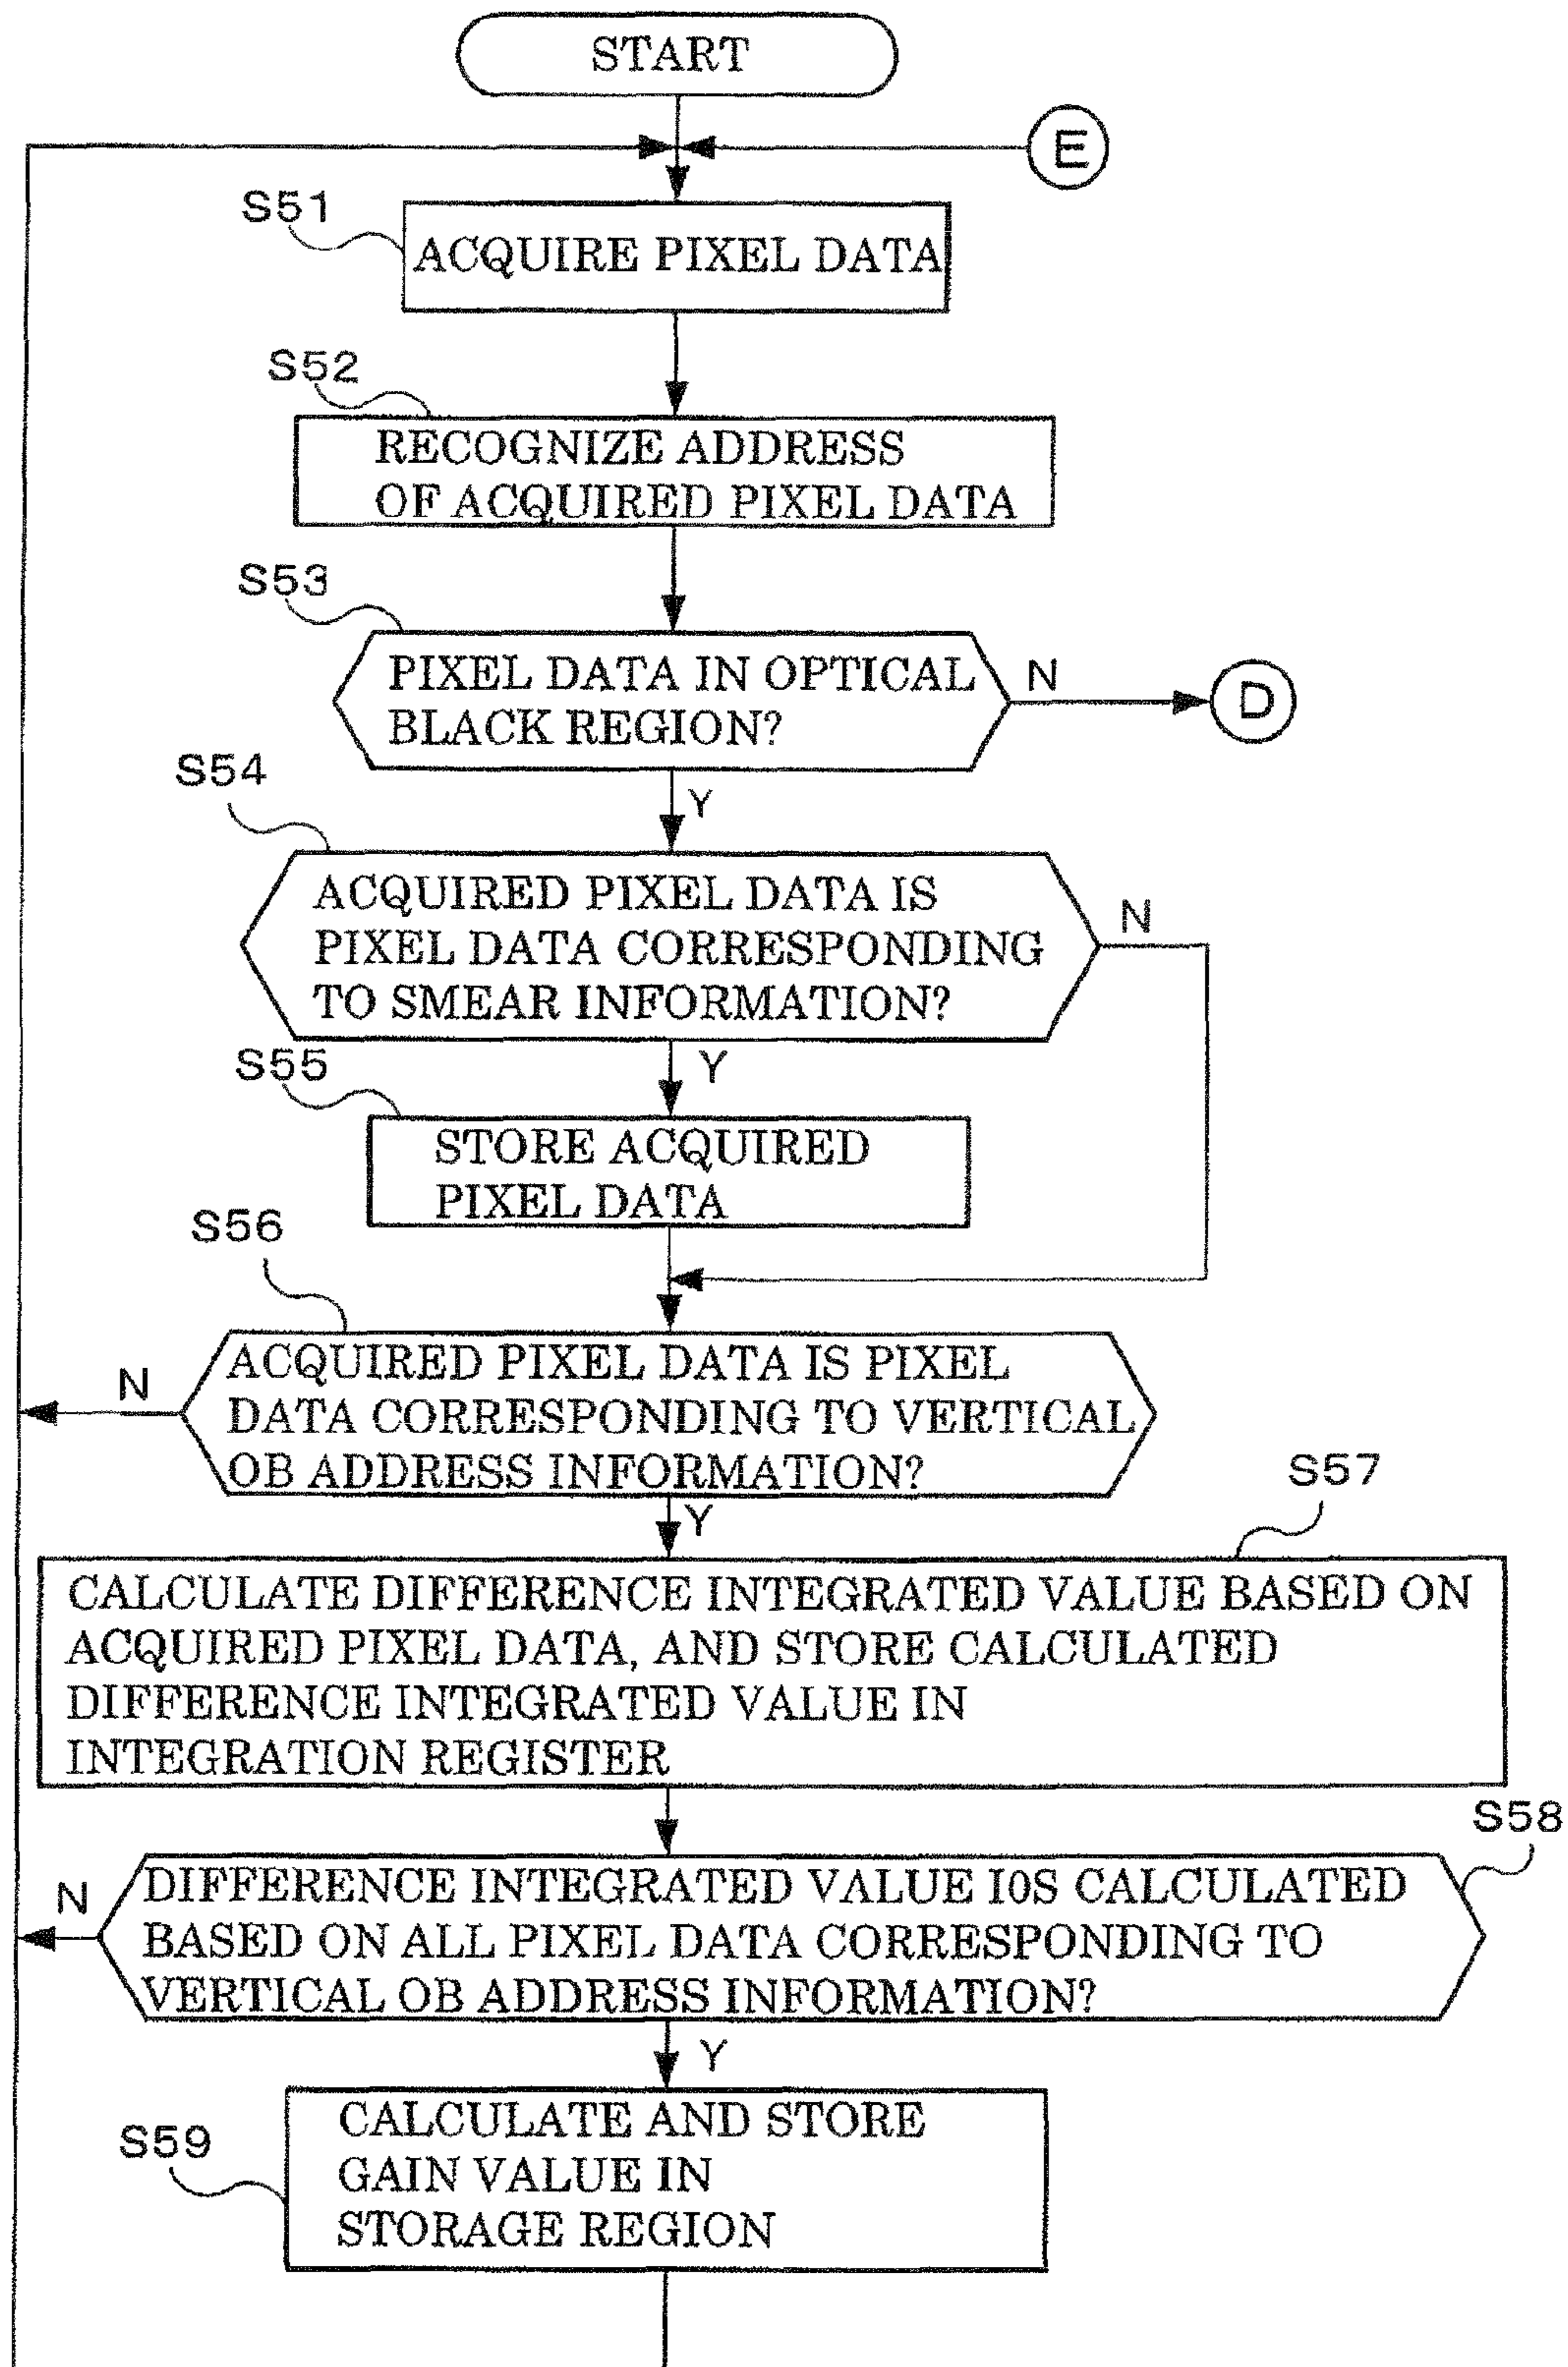 START
E
S51
ACQUIRE PIXEL DATA
S52
RECOGNIZE ADDRESS
OF ACQUIRED PIXEL DATA
S53
PIXEL DATA IN OPTICAL
BLACK REGION?
N
D
Y
S54
ACQUIRED PIXEL DATA IS
PIXEL DATA CORRESPONDING
TO SMEAR INFORMATION?
N
Y
S55
STORE ACQUIRED
PIXEL DATA
S56
ACQUIRED PIXEL DATA IS PIXEL
DATA CORRESPONDING TO VERTICAL
OB ADDRESS INFORMATION?
N
Y
S57
CALCULATE DIFFERENCE INTEGRATED VALUE BASED ON
ACQUIRED PIXEL DATA, AND STORE CALCULATED
DIFFERENCE INTEGRATED VALUE IN
INTEGRATION REGISTER
S58
DIFFERENCE INTEGRATED VALUE I0S CALCULATED
BASED ON ALL PIXEL DATA CORRESPONDING TO
VERTICAL OB ADDRESS INFORMATION?
N
Y
S59
CALCULATE AND STORE
GAIN VALUE IN
STORAGE REGION